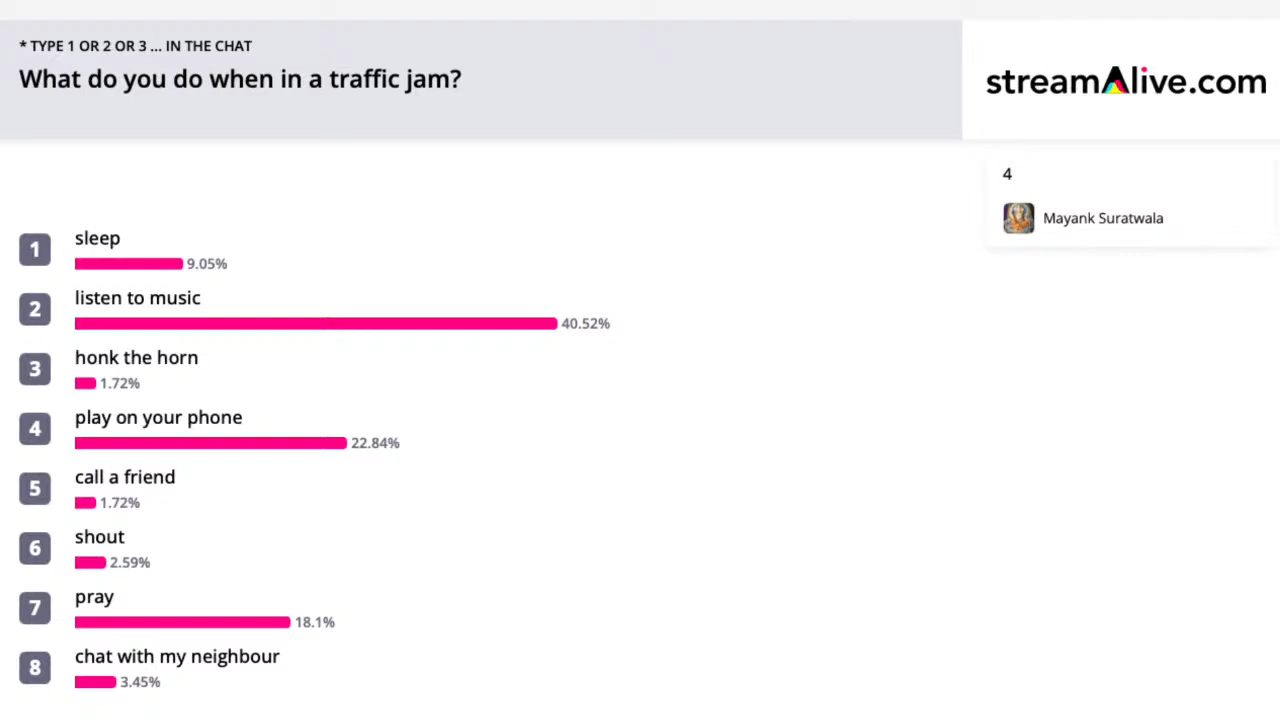 * TYPE 1 OR 2 OR 3 ... IN THE CHAT
What do you do when in a traffic jam?
streamAlive.com
4
Mayank Suratwala
1
sleep
9.05%
2
listen to music
40.52%
3
honk the horn
1.72%
4
play on your phone
22.84%
5
call a friend
1.72%
6
shout
2.59%
7
pray
18.1%
8
chat with my neighbour
3.45%